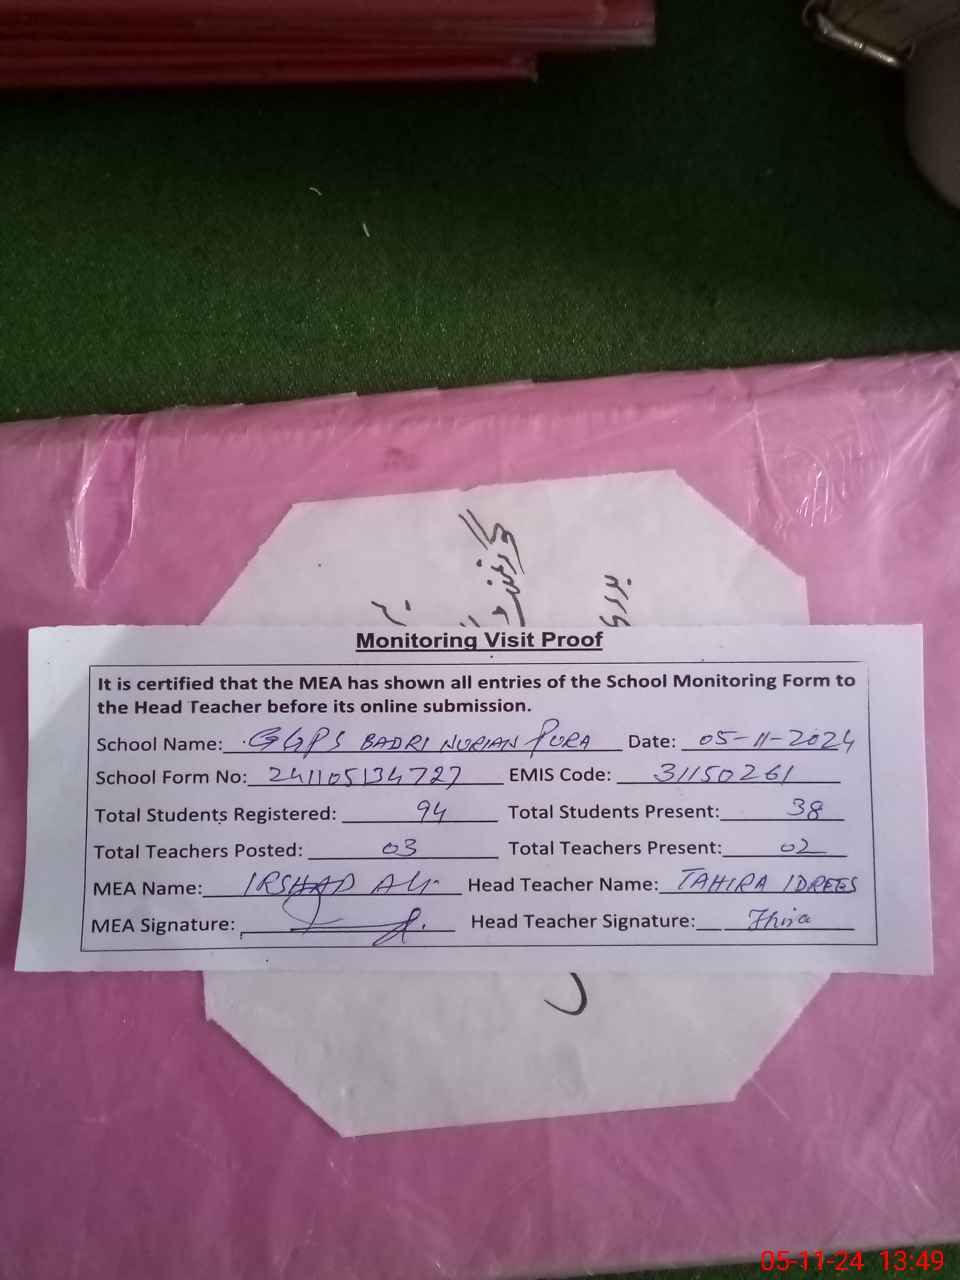 گورنمنٹ
بدری
Monitoring Visit Proof
It is certified that the MEA has shown all entries of the School Monitoring Form to
the Head Teacher before its online submission.
School Name: GGPS BADRI NURIAN PURA Date: 05-11-2024
School Form No: 241105134727 EMIS Code: 31150261
Total Students Registered: 94 Total Students Present: 38
Total Teachers Posted: 03 Total Teachers Present: 02
MEA Name: IRSHAD ALI Head Teacher Name: TAHIRA IDREES
MEA Signature: Head Teacher Signature:
05-11-24 13:49